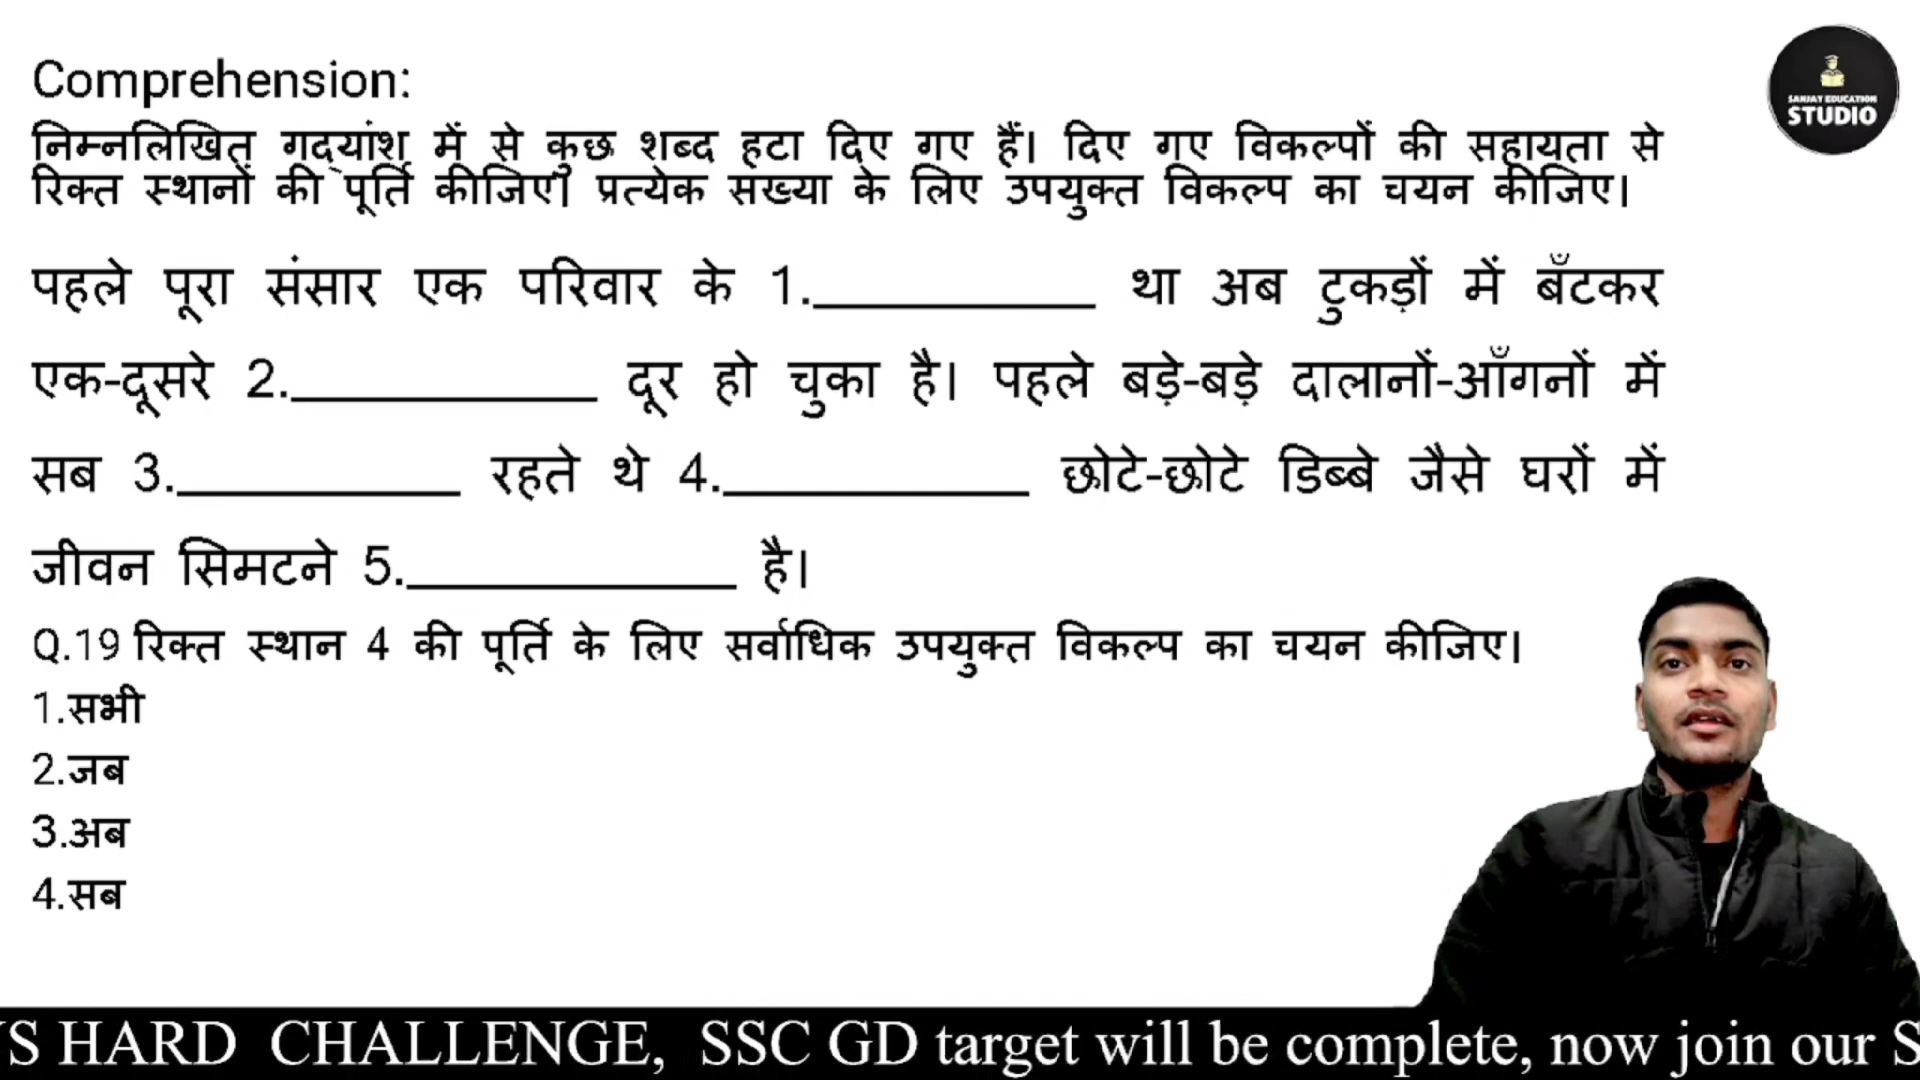 Comprehension:
SANJAY EDUCATION
STUDIO
निम्नलिखित गद्यांश में से कुछ शब्द हटा दिए गए हैं। दिए गए विकल्पों की सहायता से
रिक्त स्थानों की पूर्ति कीजिए। प्रत्येक संख्या के लिए उपयुक्त विकल्प का चयन कीजिए।
पहले पूरा संसार एक परिवार के 1.__________ था अब टुकड़ों में बँटकर
एक-दूसरे 2.__________ दूर हो चुका है। पहले बड़े-बड़े दालानों-आँगनों में
सब 3.__________ रहते थे 4.__________ छोटे-छोटे डिब्बे जैसे घरों में
जीवन सिमटने 5.__________ है।
Q.19 रिक्त स्थान 4 की पूर्ति के लिए सर्वाधिक उपयुक्त विकल्प का चयन कीजिए।
1.सभी
2.जब
3.अब
4.सब
S HARD CHALLENGE, SSC GD target will be complete, now join our S